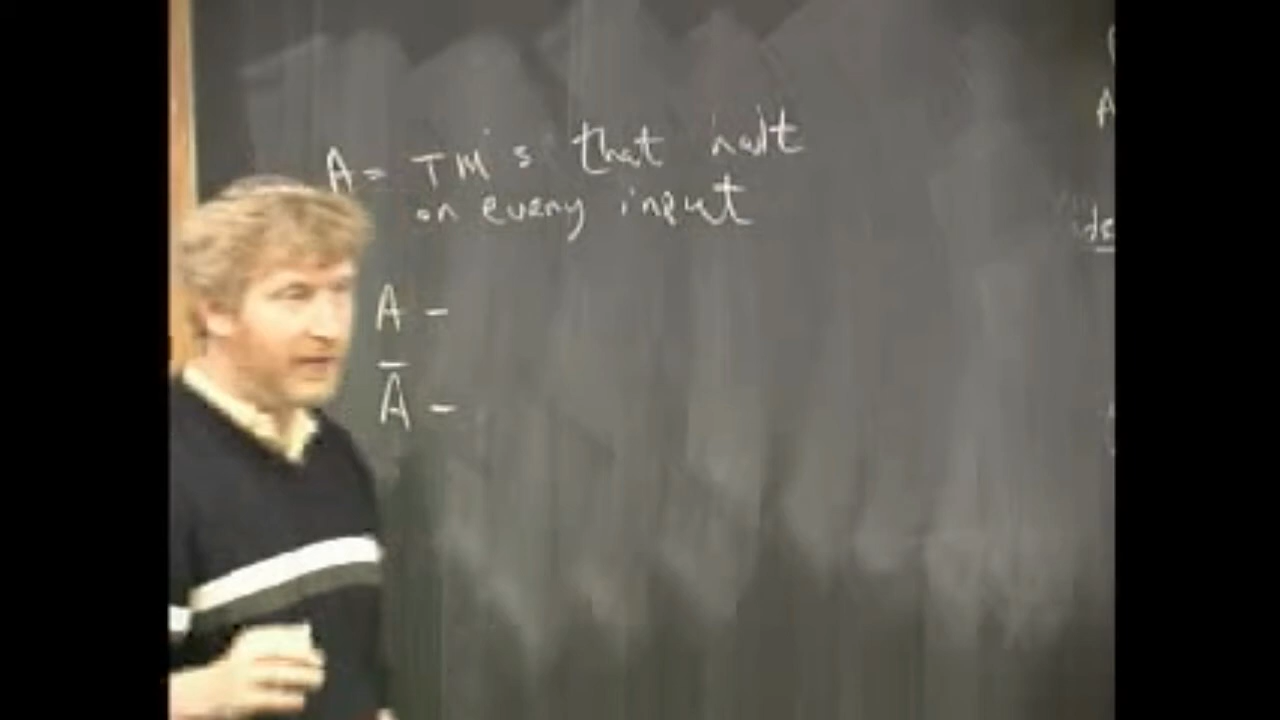 A = TM's that halt
on every input
A -
A̅ -
A